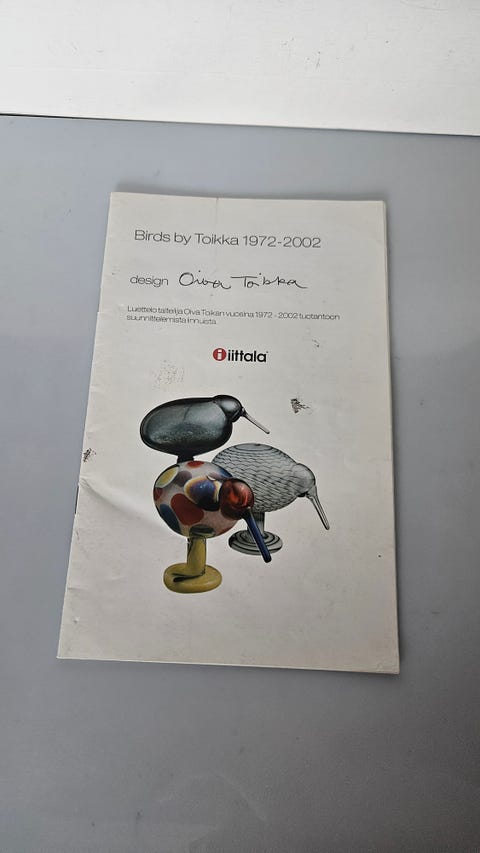 Birds by Toikka 1972-2002
design Oiva Toikka
Luettelo taiteilija Oiva Toikan vuosina 1972 - 2002 tuotantoon
suunnittelemista linnuista.
iittala